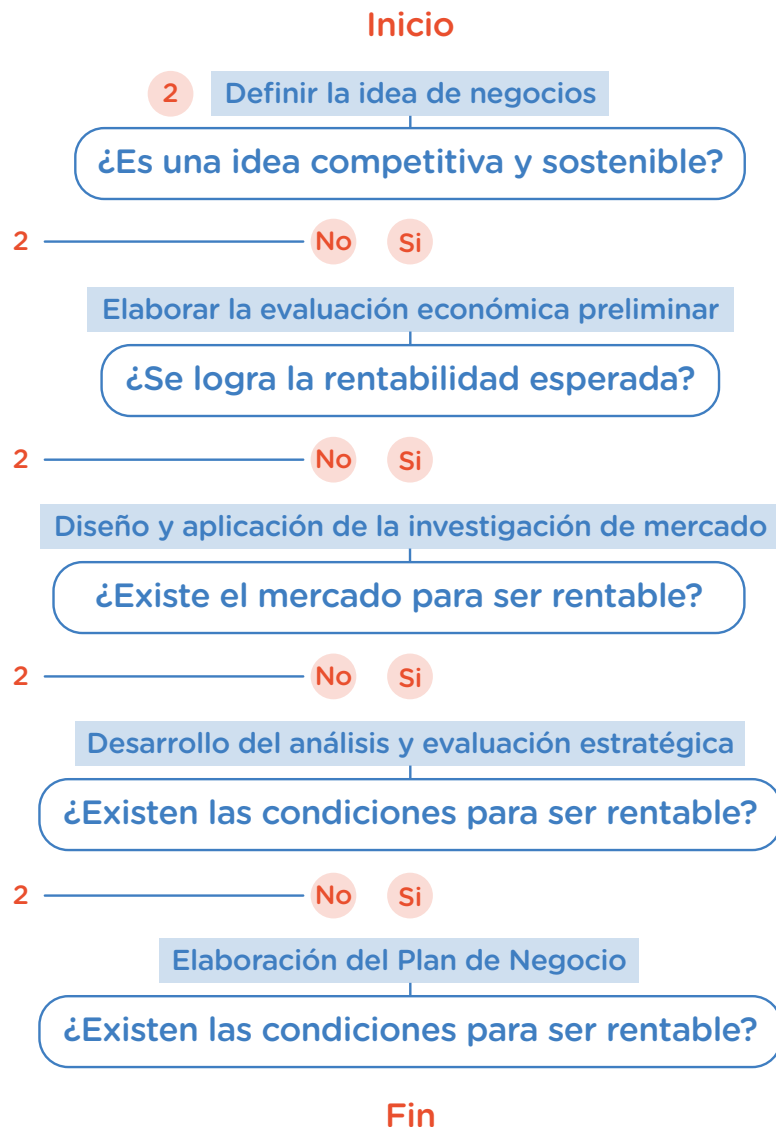 Inicio
2 Definir la idea de negocios
¿Es una idea competitiva y sostenible?
2 No Si
Elaborar la evaluación económica preliminar
¿Se logra la rentabilidad esperada?
2 No Si
Diseño y aplicación de la investigación de mercado
¿Existe el mercado para ser rentable?
2 No Si
Desarrollo del análisis y evaluación estratégica
¿Existen las condiciones para ser rentable?
2 No Si
Elaboración del Plan de Negocio
¿Existen las condiciones para ser rentable?
Fin